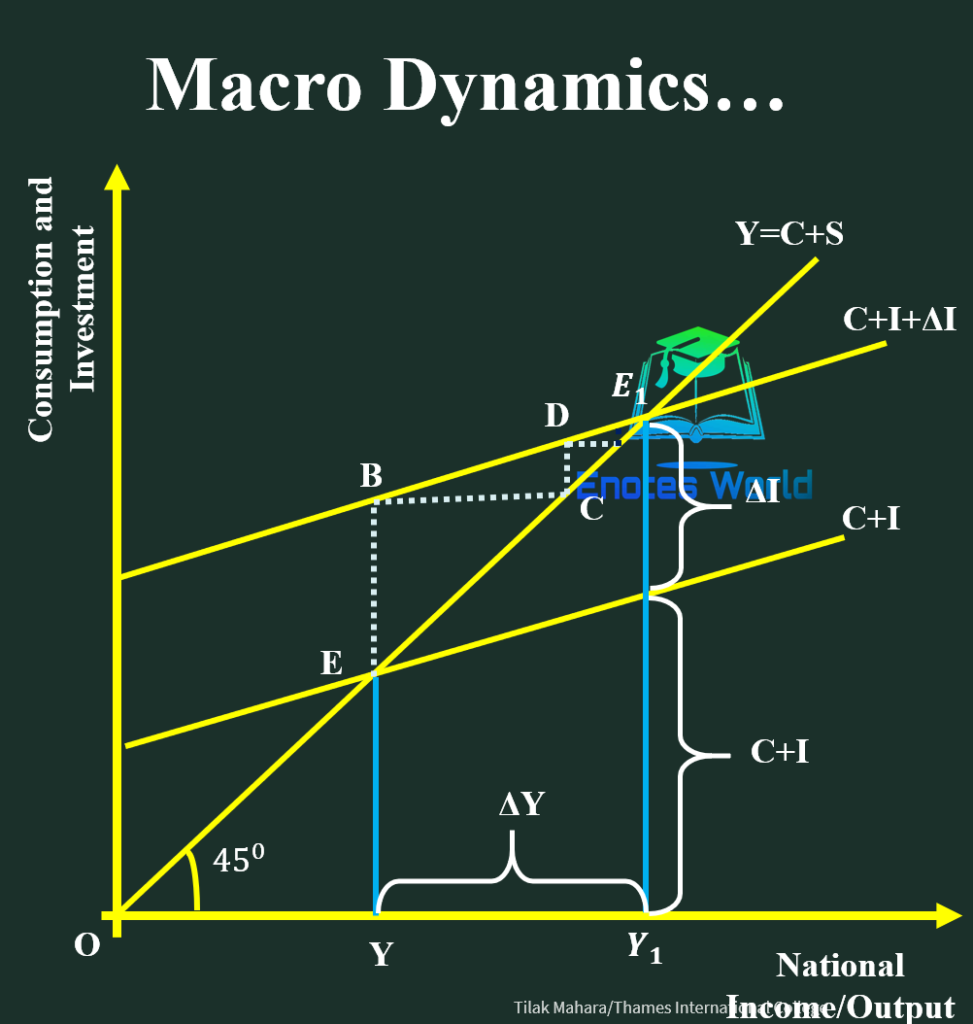 Macro Dynamics...
Consumption and
Investment
Y=C+S
C+I+ΔI
E₁
D
B
Enotes World
ΔI
C
C+I
E
C+I
ΔY
45⁰
O
Y
Y₁
National
Income/Output
Tilak Mahara/Thames International College